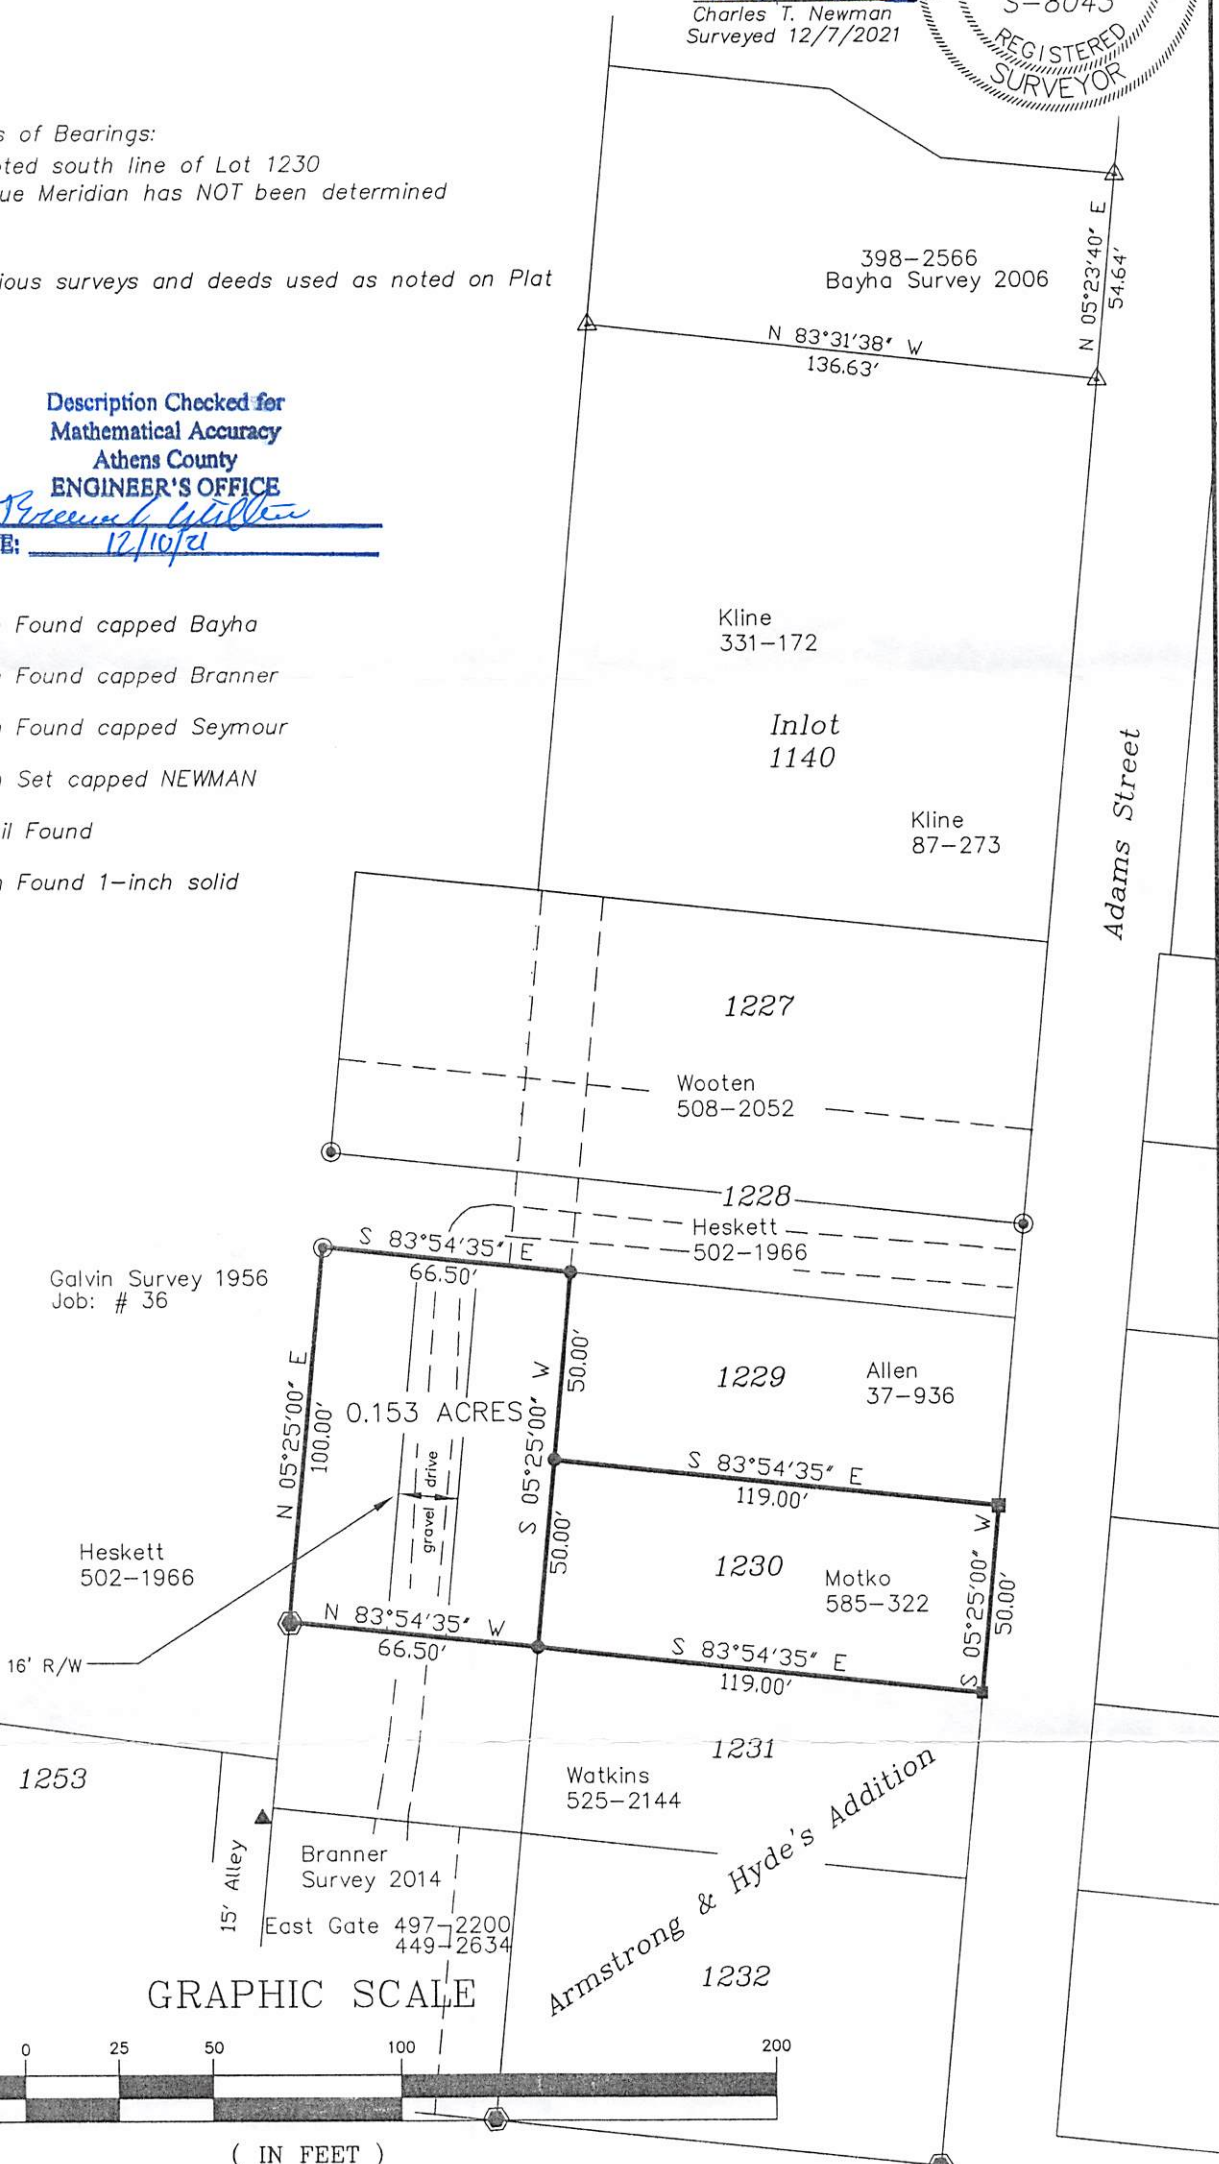 Charles T. Newman
Surveyed 12/7/2021
S-8043
REGISTERED
SURVEYOR
s of Bearings:
ted south line of Lot 1230
ue Meridian has NOT been determined
ious surveys and deeds used as noted on Plat
398-2566
Bayha Survey 2006
N 05°23'40" E
54.64'
N 83°31'38" W
136.63'
Description Checked for
Mathematical Accuracy
Athens County
ENGINEER'S OFFICE
E: 12/10/21
Found capped Bayha
Found capped Branner
Found capped Seymour
Set capped NEWMAN
il Found
Found 1-inch solid
Kline
331-172
Inlot
1140
Kline
87-273
Adams Street
1227
Wooten
508-2052
1228
Heskett
502-1966
S 83°54'35" E
66.50'
Galvin Survey 1956
Job: # 36
N 05°25'00" E
100.00'
0.153 ACRES
S 05°25'00" W
50.00'
50.00'
gravel drive
1229
Allen
37-936
S 83°54'35" E
119.00'
1230
Motko
585-322
S 05°25'00" W
50.00'
Heskett
502-1966
16' R/W
N 83°54'35" W
66.50'
S 83°54'35" E
119.00'
1231
1253
Watkins
525-2144
15' Alley
Branner
Survey 2014
East Gate 497-2200
449-2634
Armstrong & Hyde's Addition
1232
GRAPHIC SCALE
0 25 50 100 200
( IN FEET )